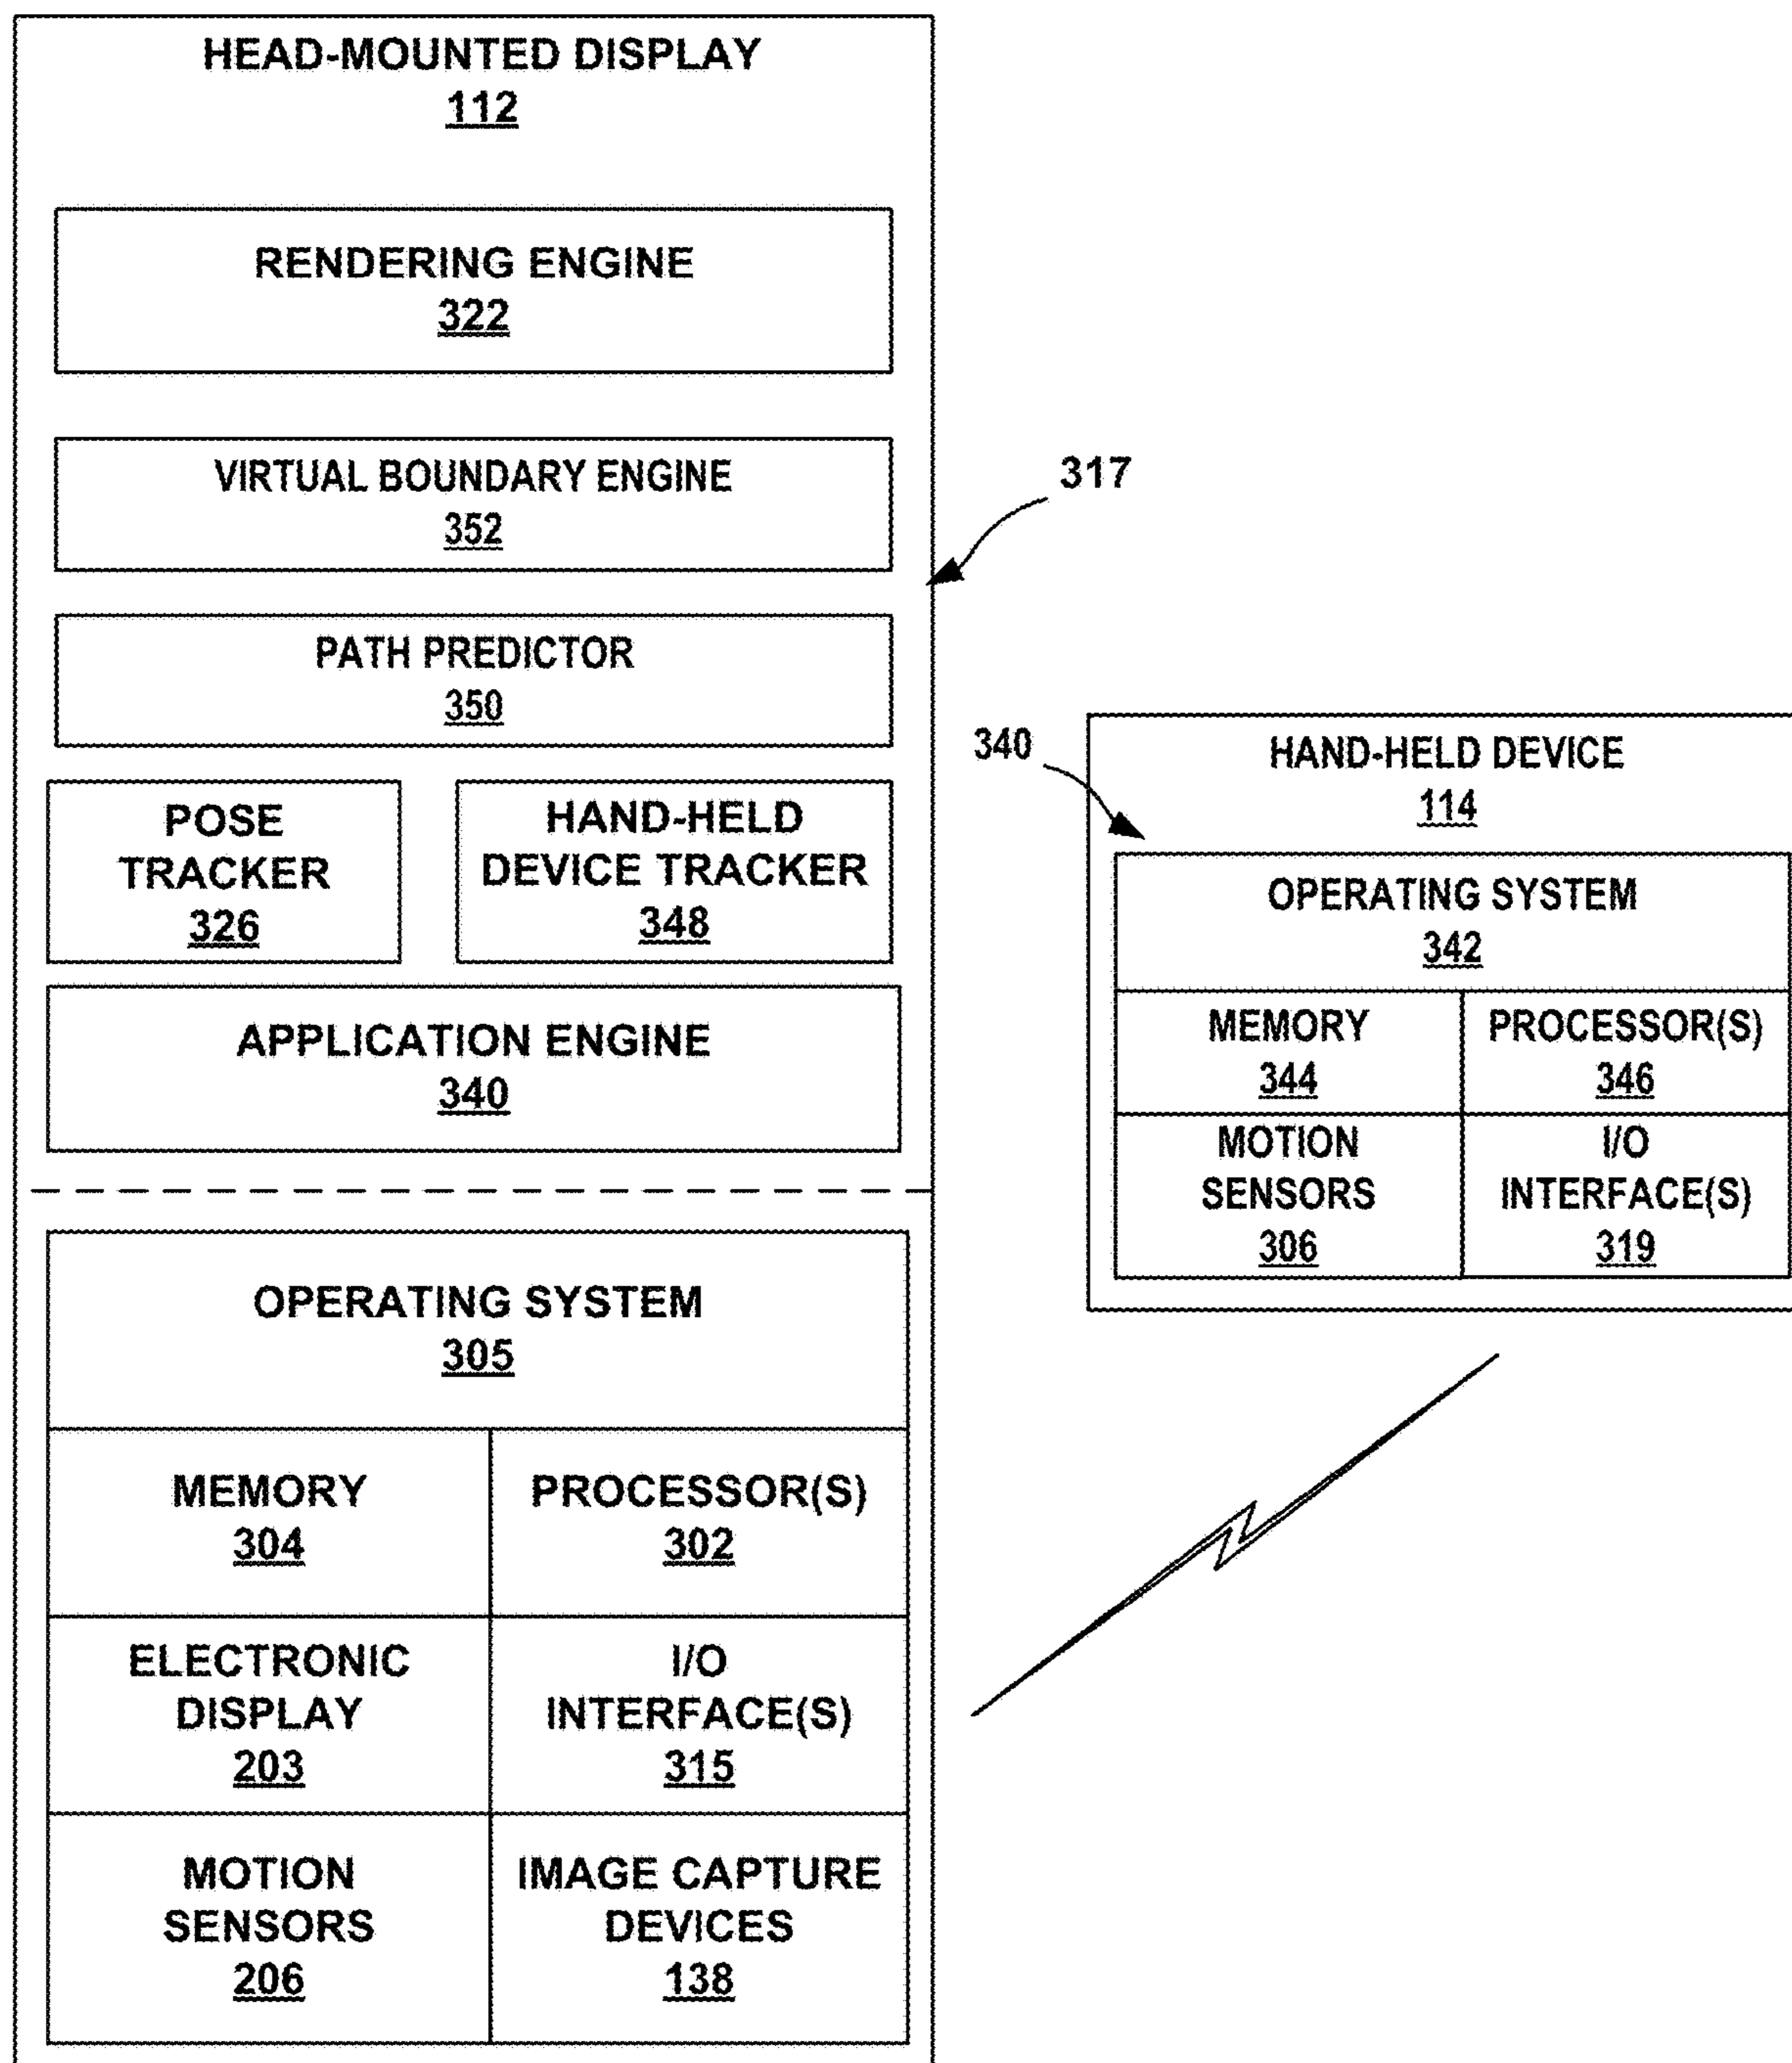 HEAD-MOUNTED DISPLAY
112
RENDERING ENGINE
322
VIRTUAL BOUNDARY ENGINE
352
317
PATH PREDICTOR
350
POSE
TRACKER
326
HAND-HELD
DEVICE TRACKER
348
APPLICATION ENGINE
340
OPERATING SYSTEM
305
MEMORY
304
PROCESSOR(S)
302
ELECTRONIC
DISPLAY
203
I/O
INTERFACE(S)
315
MOTION
SENSORS
206
IMAGE CAPTURE
DEVICES
138
340
HAND-HELD DEVICE
114
OPERATING SYSTEM
342
MEMORY
344
PROCESSOR(S)
346
MOTION
SENSORS
306
I/O
INTERFACE(S)
319